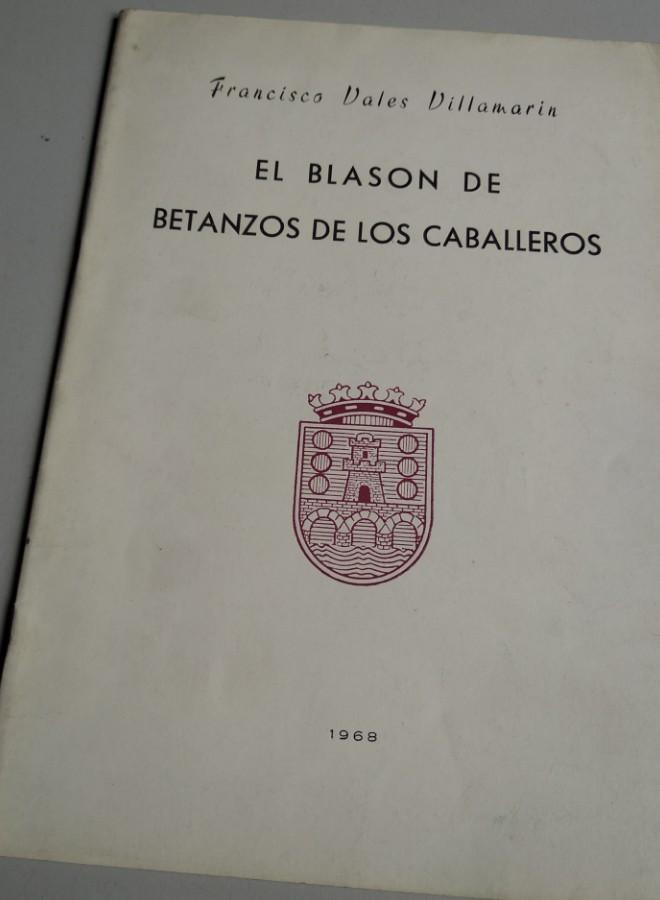 Francisco Vales Villamarin
EL BLASON DE
BETANZOS DE LOS CABALLEROS
1968